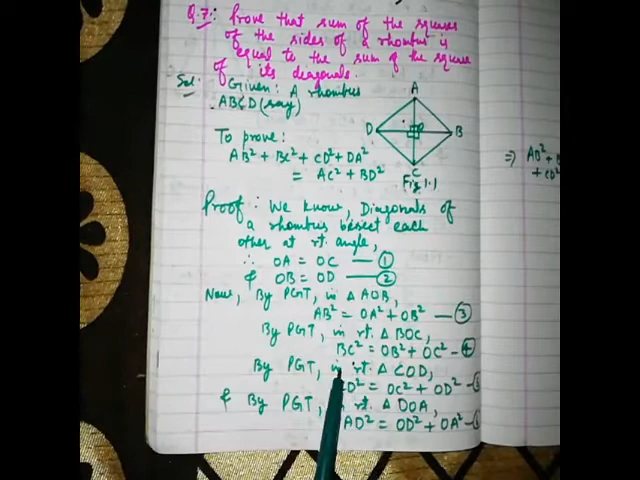 Q.7: Prove that sum of the squares
of the sides of a rhombus is
equal to the sum of the square
of its diagonals.
Sol: Given: A rhombus
ABCD (say)
A
D
O
B
C
Fig 1.1
To prove:
AB² + BC² + CD² + DA²
= AC² + BD²
Proof: We know, Diagonals of
a rhombus bisect each
other at rt. angle,
∴ OA = OC — ①
& OB = OD — ②
Now, By PGT, in Δ AOB,
AB² = OA² + OB² — ③
By PGT, in rt. Δ BOC,
BC² = OB² + OC² — ④
By PGT, in rt. Δ COD,
CD² = OC² + OD² —
& By PGT, in rt. Δ DOA,
AD² = OD² + OA² —
⇒ AB² + B
+ CD²